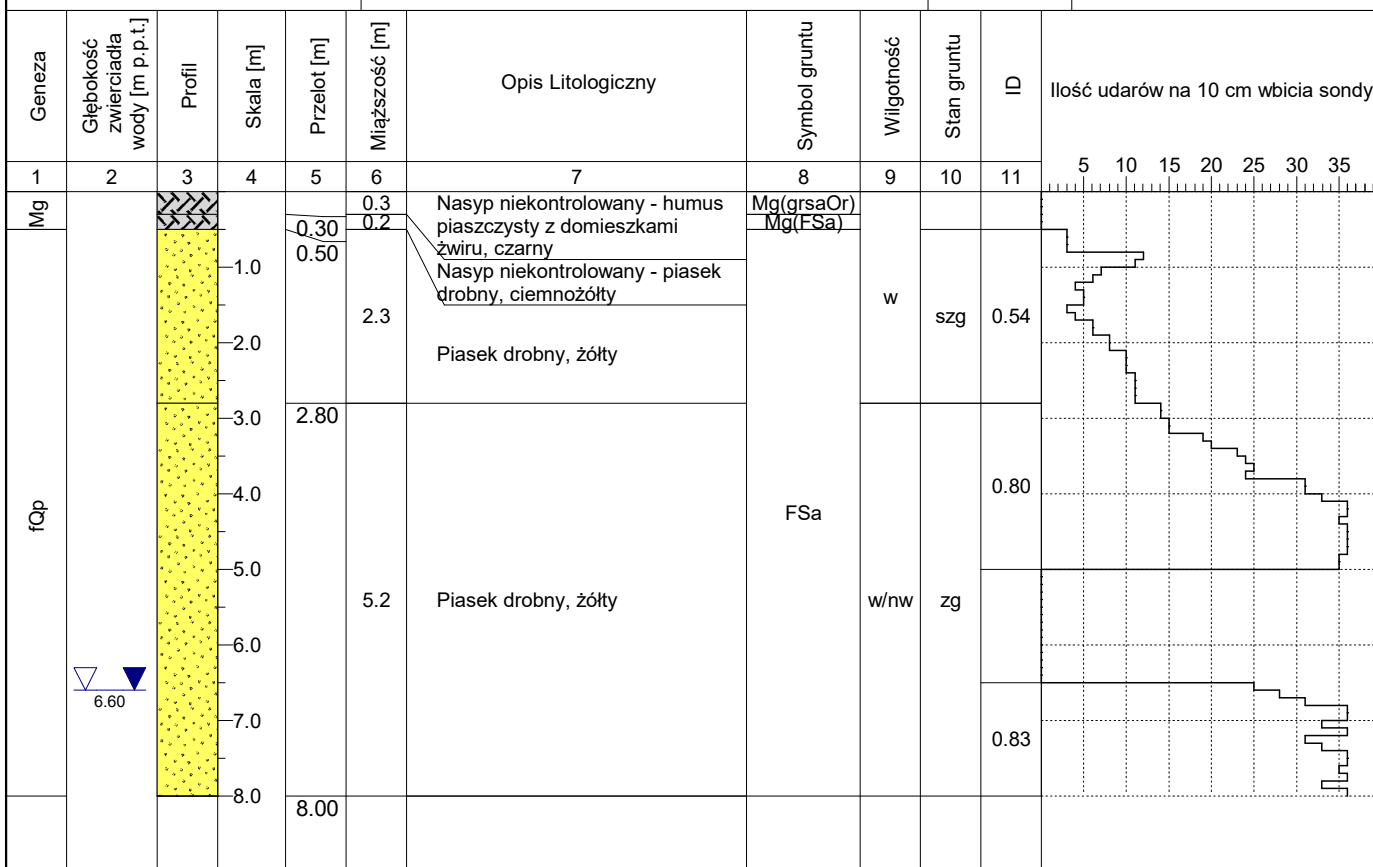 Geneza
Głębokość
zwierciadła
wody [m p.p.t.]
Profil
Skala [m]
Przelot [m]
Miąższość [m]
Opis Litologiczny
Symbol gruntu
Wilgotność
Stan gruntu
ID
Ilość udarów na 10 cm wbicia sondy
5 10 15 20 25 30 35
1 2 3 4 5 6 7 8 9 10 11
Mg
0.3
0.30
0.2
0.50
Nasyp niekontrolowany - humus
piaszczysty z domieszkami
żwiru, czarny
Mg(grsaOr)
Mg(FSa)
Nasyp niekontrolowany - piasek
drobny, ciemnożółty
1.0
2.3
w
szg
0.54
2.0
Piasek drobny, żółty
2.80
3.0
0.80
4.0
fQp
FSa
5.0
5.2
Piasek drobny, żółty
w/nw
zg
6.0
6.60
7.0
0.83
8.0
8.00